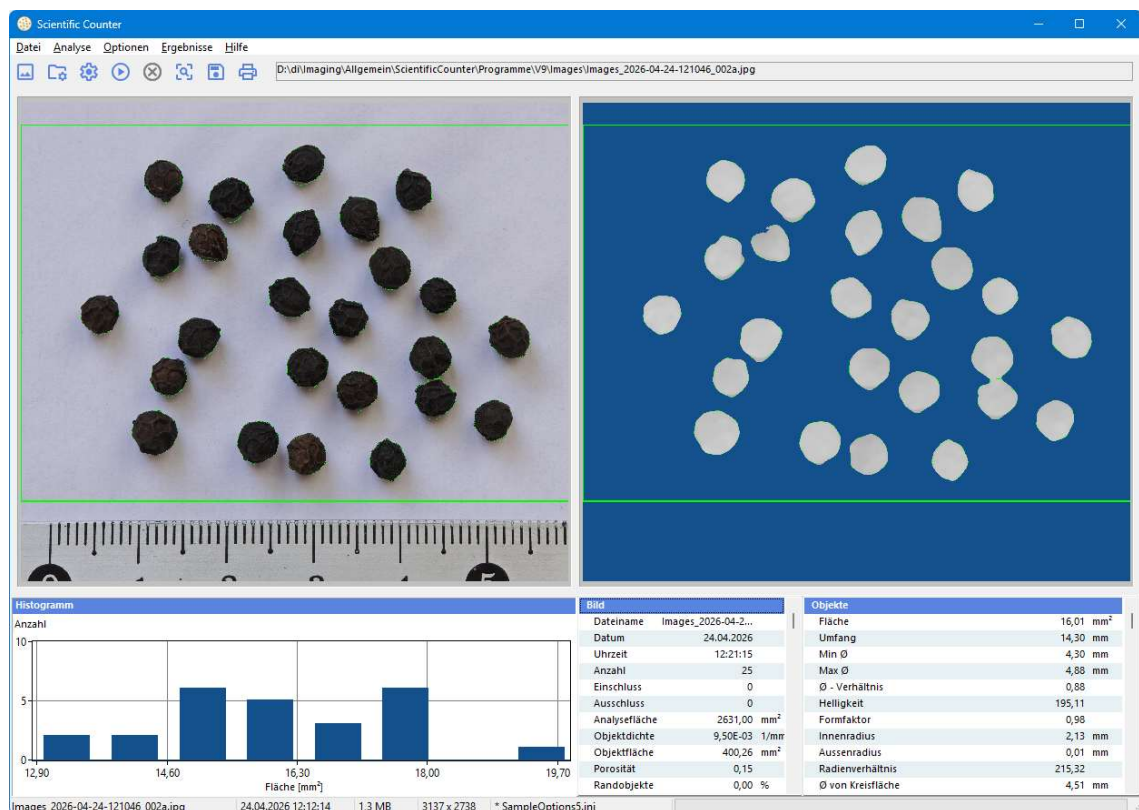 Scientific Counter
Datei Analyse Optionen Ergebnisse Hilfe
D:\di\Imaging\Allgemein\ScientificCounter\Programme\V9\Images\Images_2026-04-24-121046_002a.jpg
0 1 2 3 4 5
Histogramm
Anzahl
10
5
0
12,90 14,60 16,30 18,00 19,70
Fläche [mm²]
Bild
Dateiname Images_2026-04-2...
Datum 24.04.2026
Uhrzeit 12:21:15
Anzahl 25
Einschluss 0
Ausschluss 0
Analysefläche 2631,00 mm²
Objektdichte 9,50E-03 1/mm
Objektfläche 400,26 mm²
Porosität 0,15
Randobjekte 0,00 %
Objekte
Fläche 16,01 mm²
Umfang 14,30 mm
Min Ø 4,30 mm
Max Ø 4,88 mm
Ø - Verhältnis 0,88
Helligkeit 195,11
Formfaktor 0,98
Innenradius 2,13 mm
Aussenradius 0,01 mm
Radienverhältnis 215,32
Ø von Kreisfläche 4,51 mm
Images_2026-04-24-121046_002a.jpg 24.04.2026 12:12:14 1.3 MB 3137 x 2738 * SampleOptions5.ini